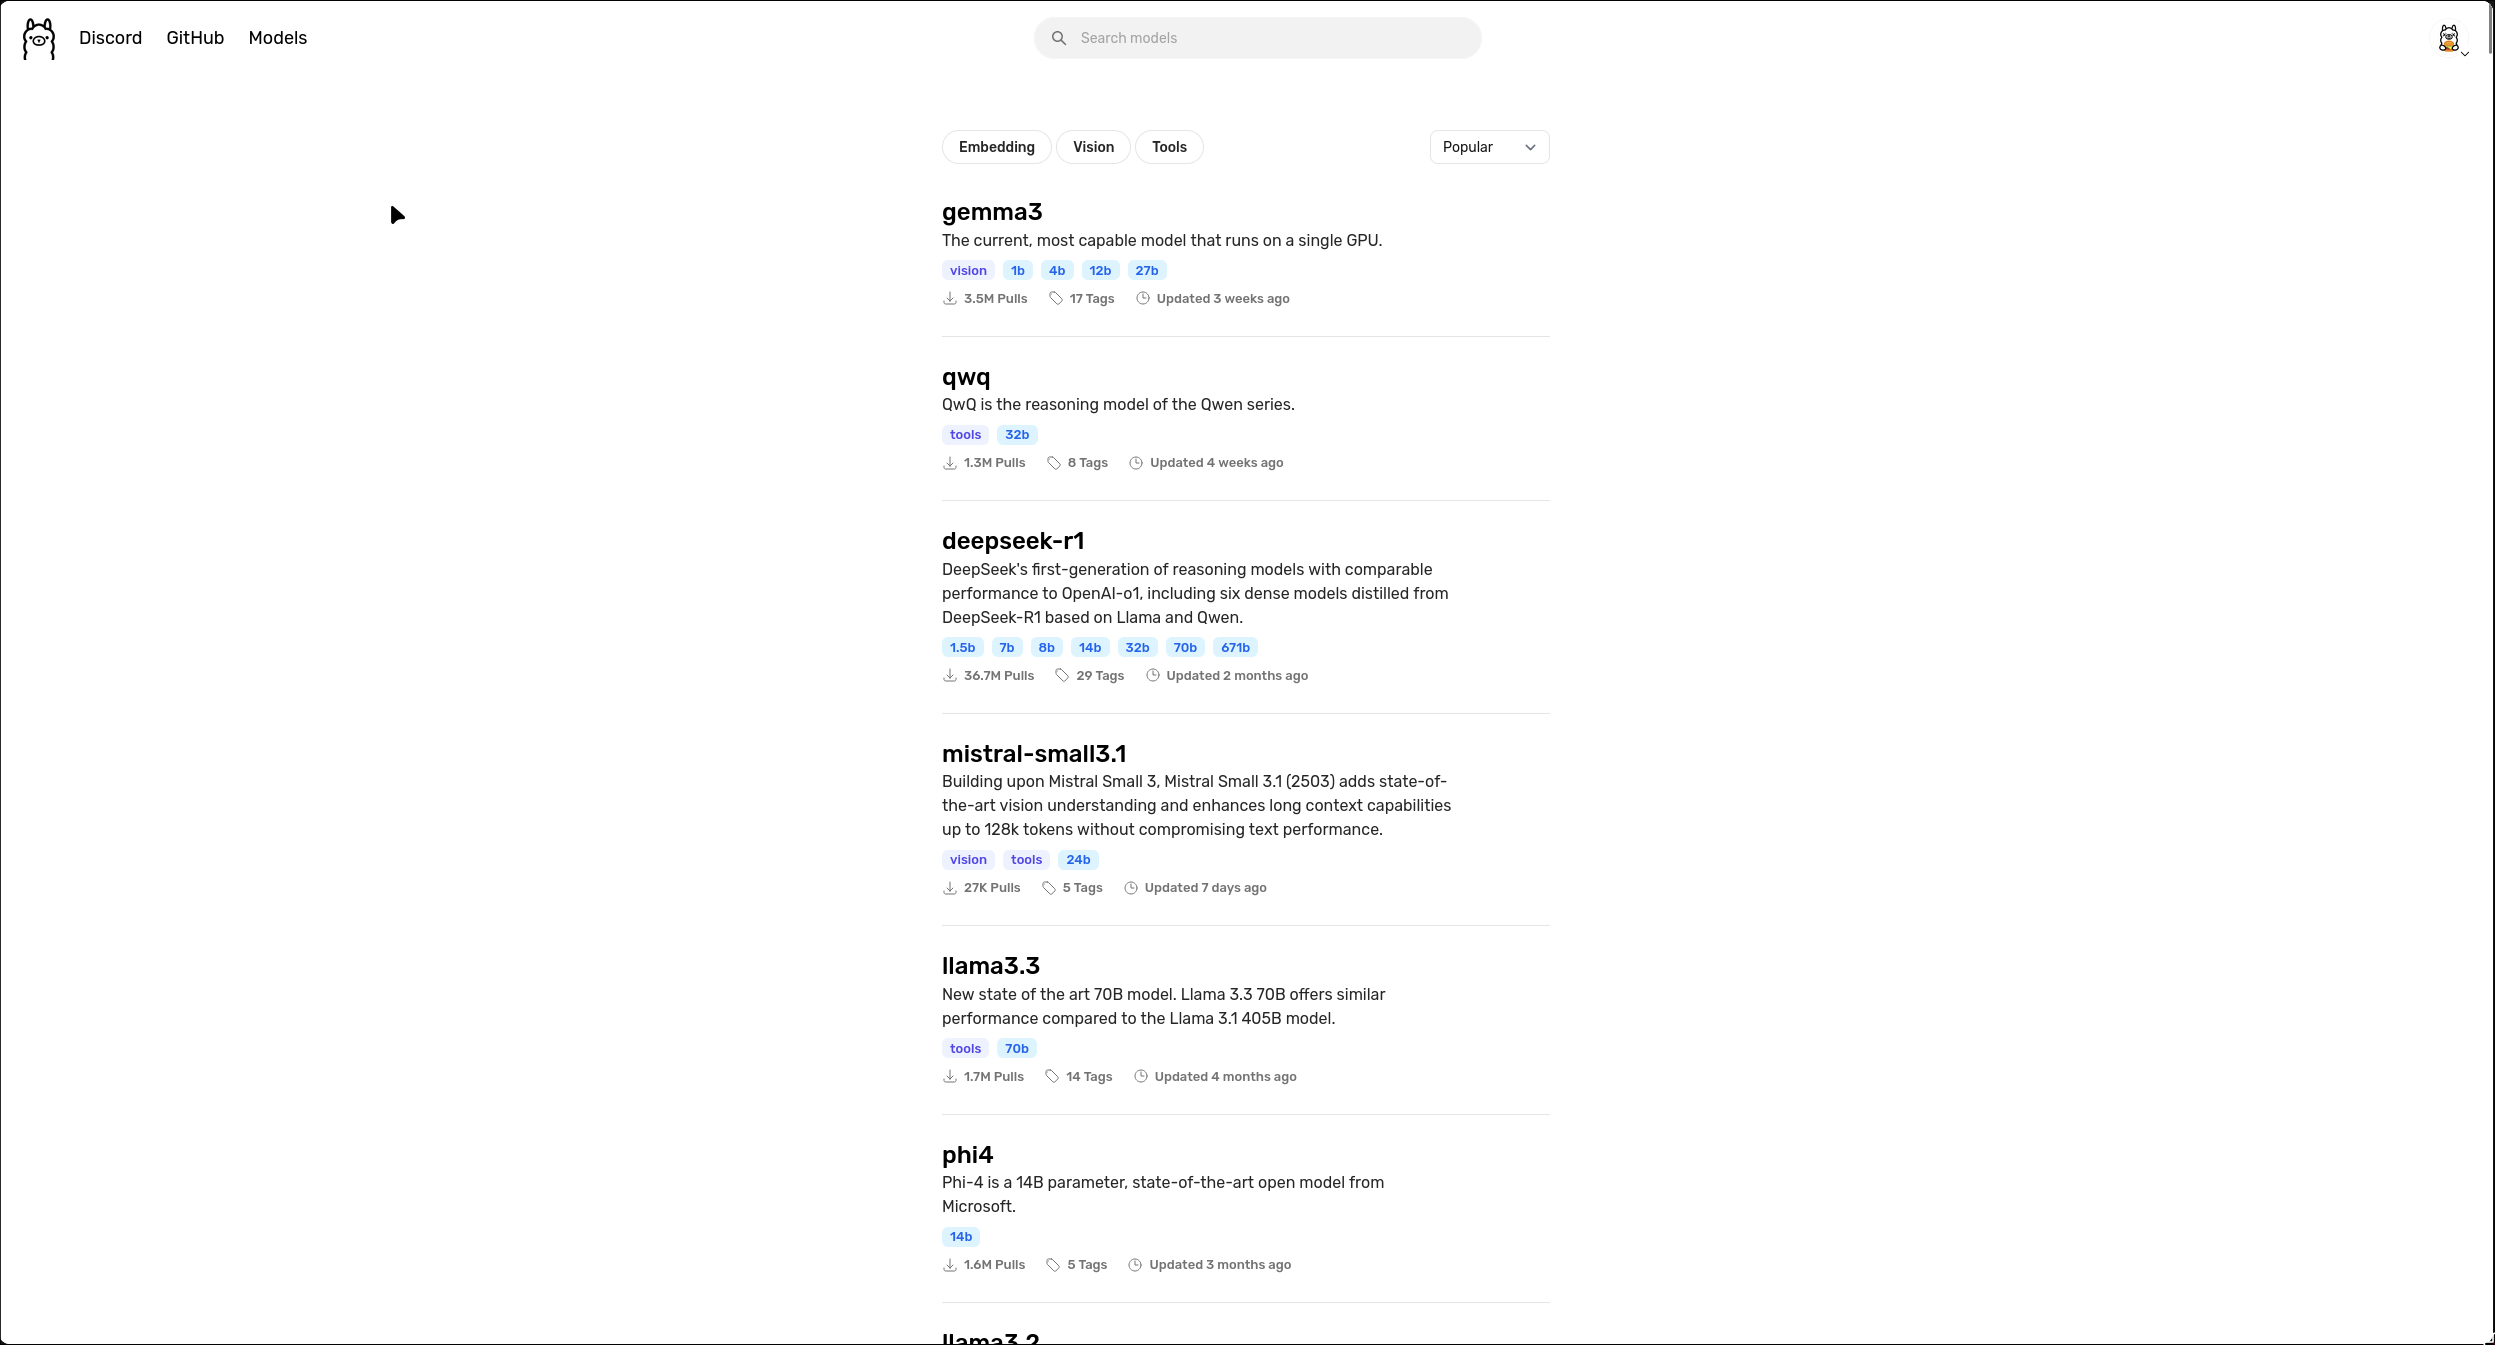 Discord GitHub Models
Search models
Embedding Vision Tools
Popular
gemma3
The current, most capable model that runs on a single GPU.
vision 1b 4b 12b 27b
3.5M Pulls 17 Tags Updated 3 weeks ago
qwq
QwQ is the reasoning model of the Qwen series.
tools 32b
1.3M Pulls 8 Tags Updated 4 weeks ago
deepseek-r1
DeepSeek's first-generation of reasoning models with comparable
performance to OpenAI-o1, including six dense models distilled from
DeepSeek-R1 based on Llama and Qwen.
1.5b 7b 8b 14b 32b 70b 671b
36.7M Pulls 29 Tags Updated 2 months ago
mistral-small3.1
Building upon Mistral Small 3, Mistral Small 3.1 (2503) adds state-of-
the-art vision understanding and enhances long context capabilities
up to 128k tokens without compromising text performance.
vision tools 24b
27K Pulls 5 Tags Updated 7 days ago
llama3.3
New state of the art 70B model. Llama 3.3 70B offers similar
performance compared to the Llama 3.1 405B model.
tools 70b
1.7M Pulls 14 Tags Updated 4 months ago
phi4
Phi-4 is a 14B parameter, state-of-the-art open model from
Microsoft.
14b
1.6M Pulls 5 Tags Updated 3 months ago
llama3.2